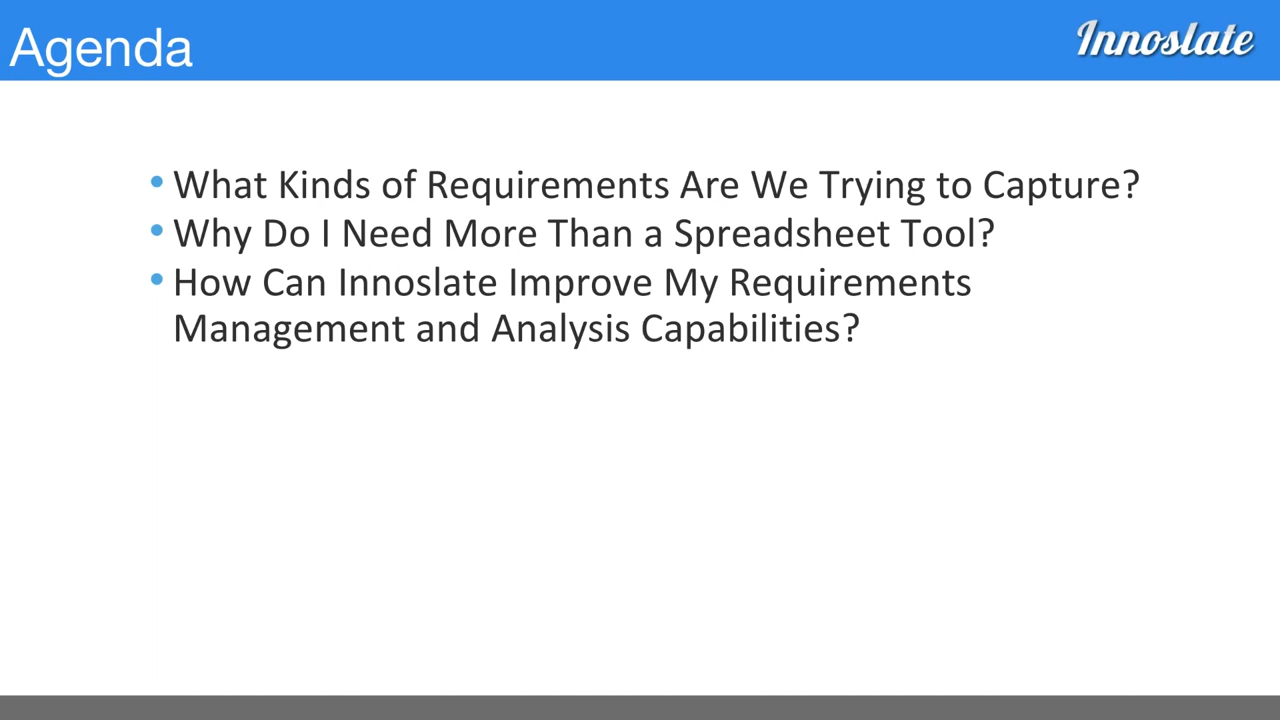 Agenda
Innoslate
• What Kinds of Requirements Are We Trying to Capture?
• Why Do I Need More Than a Spreadsheet Tool?
• How Can Innoslate Improve My Requirements
Management and Analysis Capabilities?